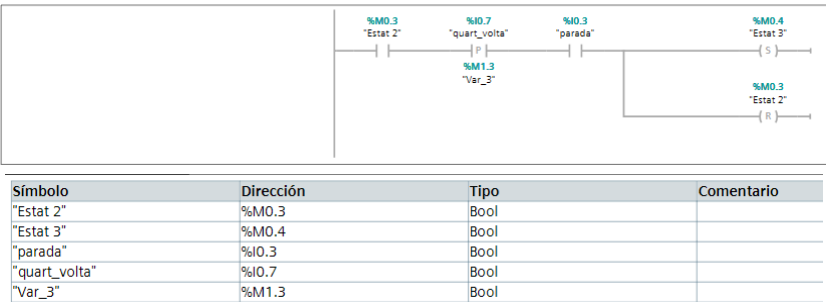 %M0.3 %I0.7 %I0.3 %M0.4
"Estat 2" "quart_volta" "parada" "Estat 3"
P S
%M1.3
"Var_3"
%M0.3
"Estat 2"
R
Símbolo Dirección Tipo Comentario
"Estat 2" %M0.3 Bool
"Estat 3" %M0.4 Bool
"parada" %I0.3 Bool
"quart_volta" %I0.7 Bool
"Var_3" %M1.3 Bool